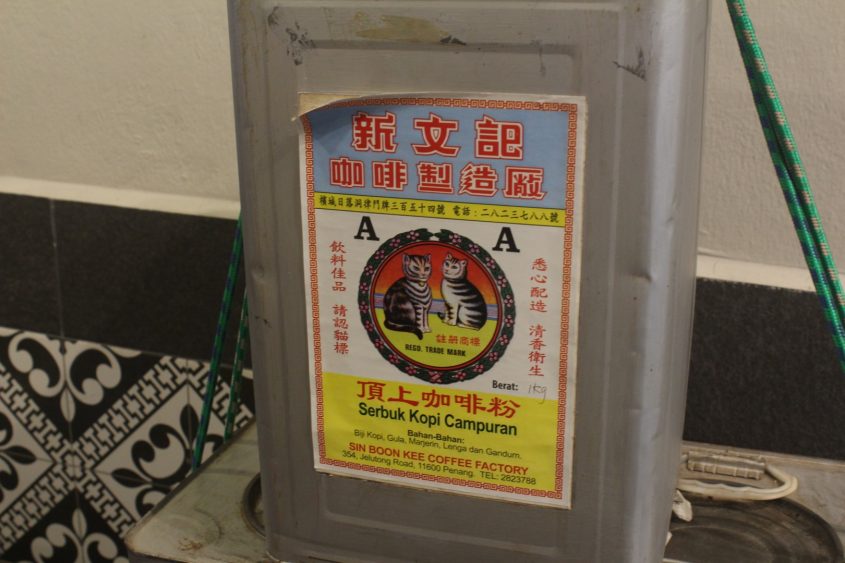 新文記
咖啡製造廠
檳城日落洞律門牌三百五十四號 電話：二八二三七八八號
A A
飲料佳品 請認貓標
悉心配造 清香衛生
註冊商標
REGD. TRADE MARK
Berat: 1kg
頂上咖啡粉
Serbuk Kopi Campuran
Bahan-Bahan:
Biji Kopi, Gula, Marjerin, Lenga dan Gandum.
SIN BOON KEE COFFEE FACTORY
354, Jelutong Road, 11600 Penang TEL: 2823788